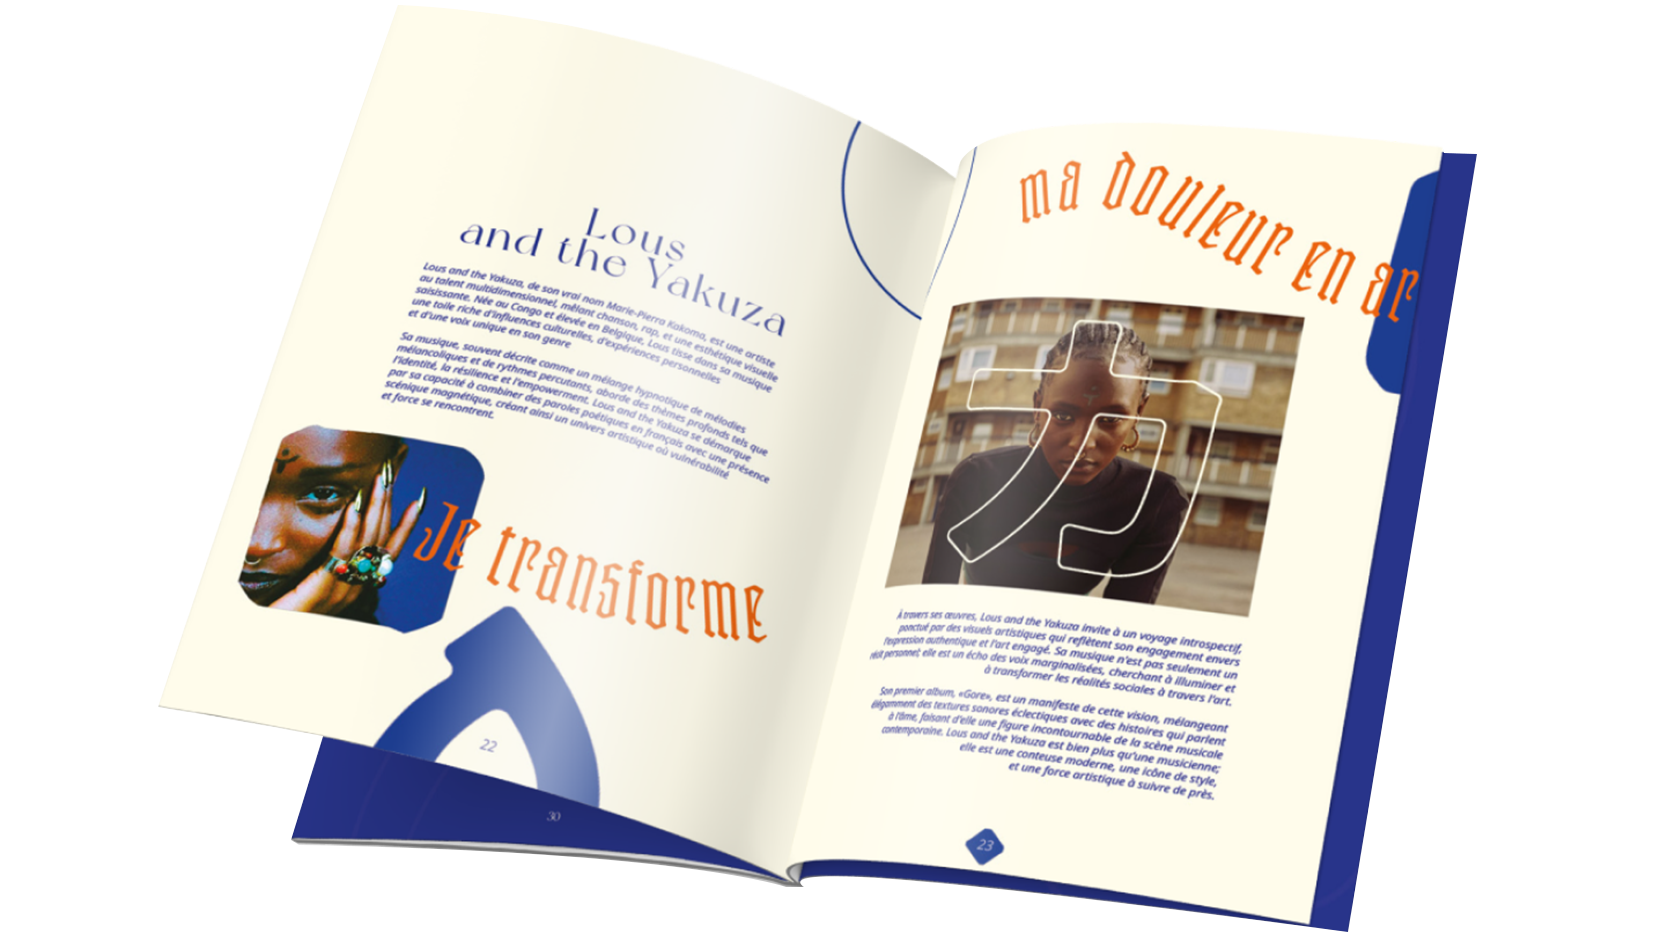 Lous
and the Yakuza
Lous and the Yakuza, de son vrai nom Marie-Pierra Kakoma, est une artiste
au talent multidimensionnel, mêlant chanson, rap, et une esthétique visuelle
saisissante. Née au Congo et élevée en Belgique, Lous tisse dans sa musique
une toile riche d'influences culturelles, d'expériences personnelles
et d'une voix unique en son genre
Sa musique, souvent décrite comme un mélange hypnotique de mélodies
mélancoliques et de rythmes percutants, aborde des thèmes profonds tels que
l'identité, la résilience et l'empowerment. Lous and the Yakuza se démarque
par sa capacité à combiner des paroles poétiques en français avec une présence
scénique magnétique, créant ainsi un univers artistique où vulnérabilité
et force se rencontrent.
Je transforme
22
30
ma douleur en ar
À travers ses œuvres, Lous and the Yakuza invite à un voyage introspectif,
ponctué par des visuels artistiques qui reflètent son engagement envers
l'expression authentique et l'art engagé. Sa musique n'est pas seulement un
récit personnel; elle est un écho des voix marginalisées, cherchant à illuminer et
à transformer les réalités sociales à travers l'art.
Son premier album, «Gore», est un manifeste de cette vision, mélangeant
élégamment des textures sonores éclectiques avec des histoires qui parlent
à l'âme, faisant d'elle une figure incontournable de la scène musicale
contemporaine. Lous and the Yakuza est bien plus qu'une musicienne;
elle est une conteuse moderne, une icône de style,
et une force artistique à suivre de près.
23